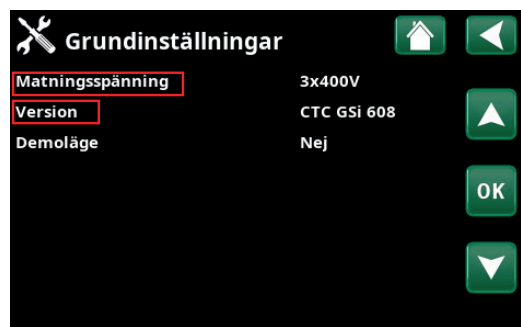 Grundinställningar
Matningsspänning 3x400V
Version CTC GSi 608
Demoläge Nej
OK